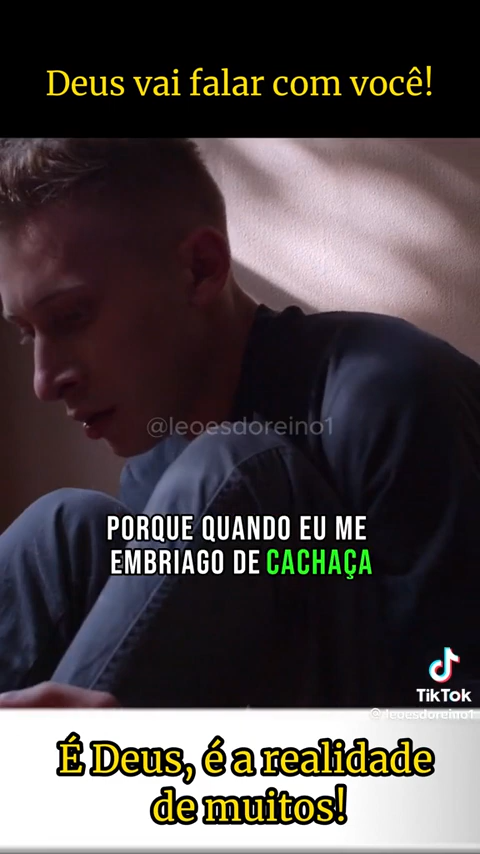 Deus vai falar com você!
@leoesdoreino1
PORQUE QUANDO EU ME
EMBRIAGO DE CACHAÇA
TikTok
@leoesdoreino1
É Deus, é a realidade
de muitos!